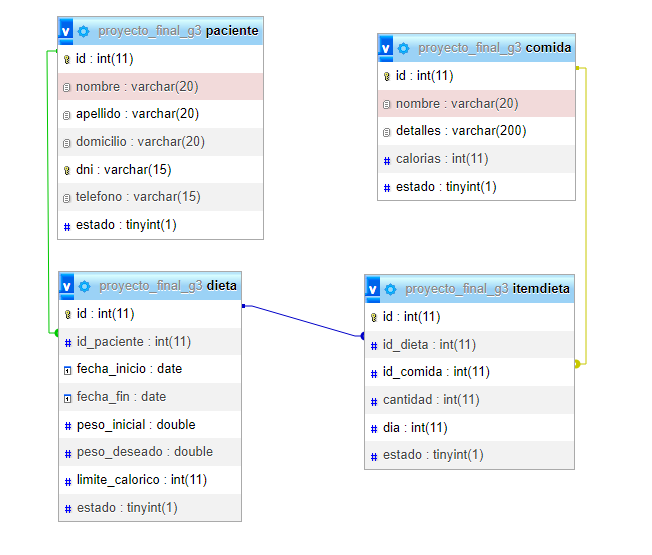 v proyecto_final_g3 paciente
id : int(11)
nombre : varchar(20)
apellido : varchar(20)
domicilio : varchar(20)
dni : varchar(15)
telefono : varchar(15)
# estado : tinyint(1)
v proyecto_final_g3 comida
id : int(11)
nombre : varchar(20)
detalles : varchar(200)
# calorias : int(11)
# estado : tinyint(1)
v proyecto_final_g3 dieta
id : int(11)
# id_paciente : int(11)
fecha_inicio : date
fecha_fin : date
# peso_inicial : double
# peso_deseado : double
# limite_calorico : int(11)
# estado : tinyint(1)
v proyecto_final_g3 itemdieta
id : int(11)
# id_dieta : int(11)
# id_comida : int(11)
# cantidad : int(11)
# dia : int(11)
# estado : tinyint(1)